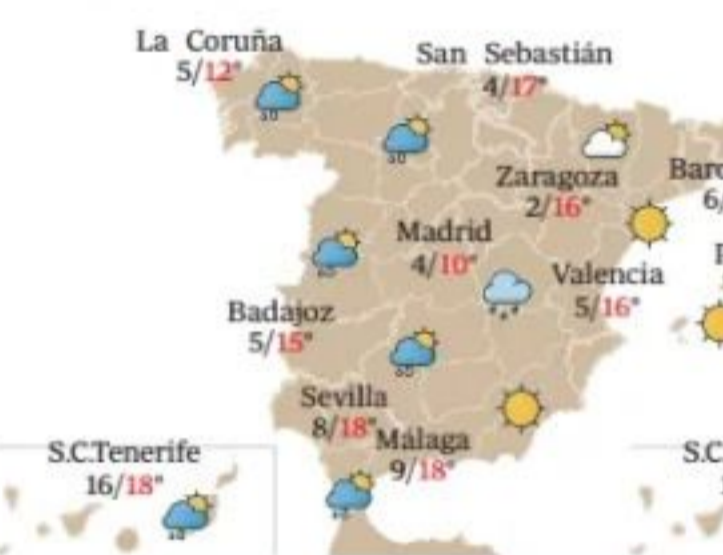 La Coruña
5/12°
San Sebastián
4/17°
Zaragoza
2/16°
Madrid
4/10°
Valencia
5/16°
Badajoz
5/15°
Sevilla
8/18°
Málaga
9/18°
S.C.Tenerife
16/18°